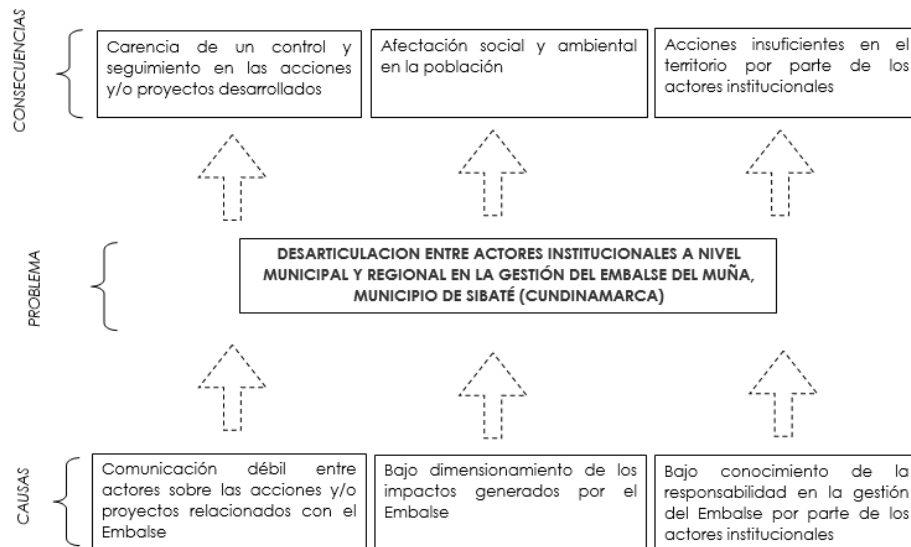 CONSECUENCIAS
Carencia de un control y
seguimiento en las acciones
y/o proyectos desarrollados
Afectación social y ambiental
en la población
Acciones insuficientes en el
territorio por parte de los
actores institucionales
PROBLEMA
DESARTICULACION ENTRE ACTORES INSTITUCIONALES A NIVEL
MUNICIPAL Y REGIONAL EN LA GESTIÓN DEL EMBALSE DEL MUÑA,
MUNICIPIO DE SIBATÉ (CUNDINAMARCA)
CAUSAS
Comunicación débil entre
actores sobre las acciones y/o
proyectos relacionados con el
Embalse
Bajo dimensionamiento de los
impactos generados por el
Embalse
Bajo conocimiento de la
responsabilidad en la gestión
del Embalse por parte de los
actores institucionales